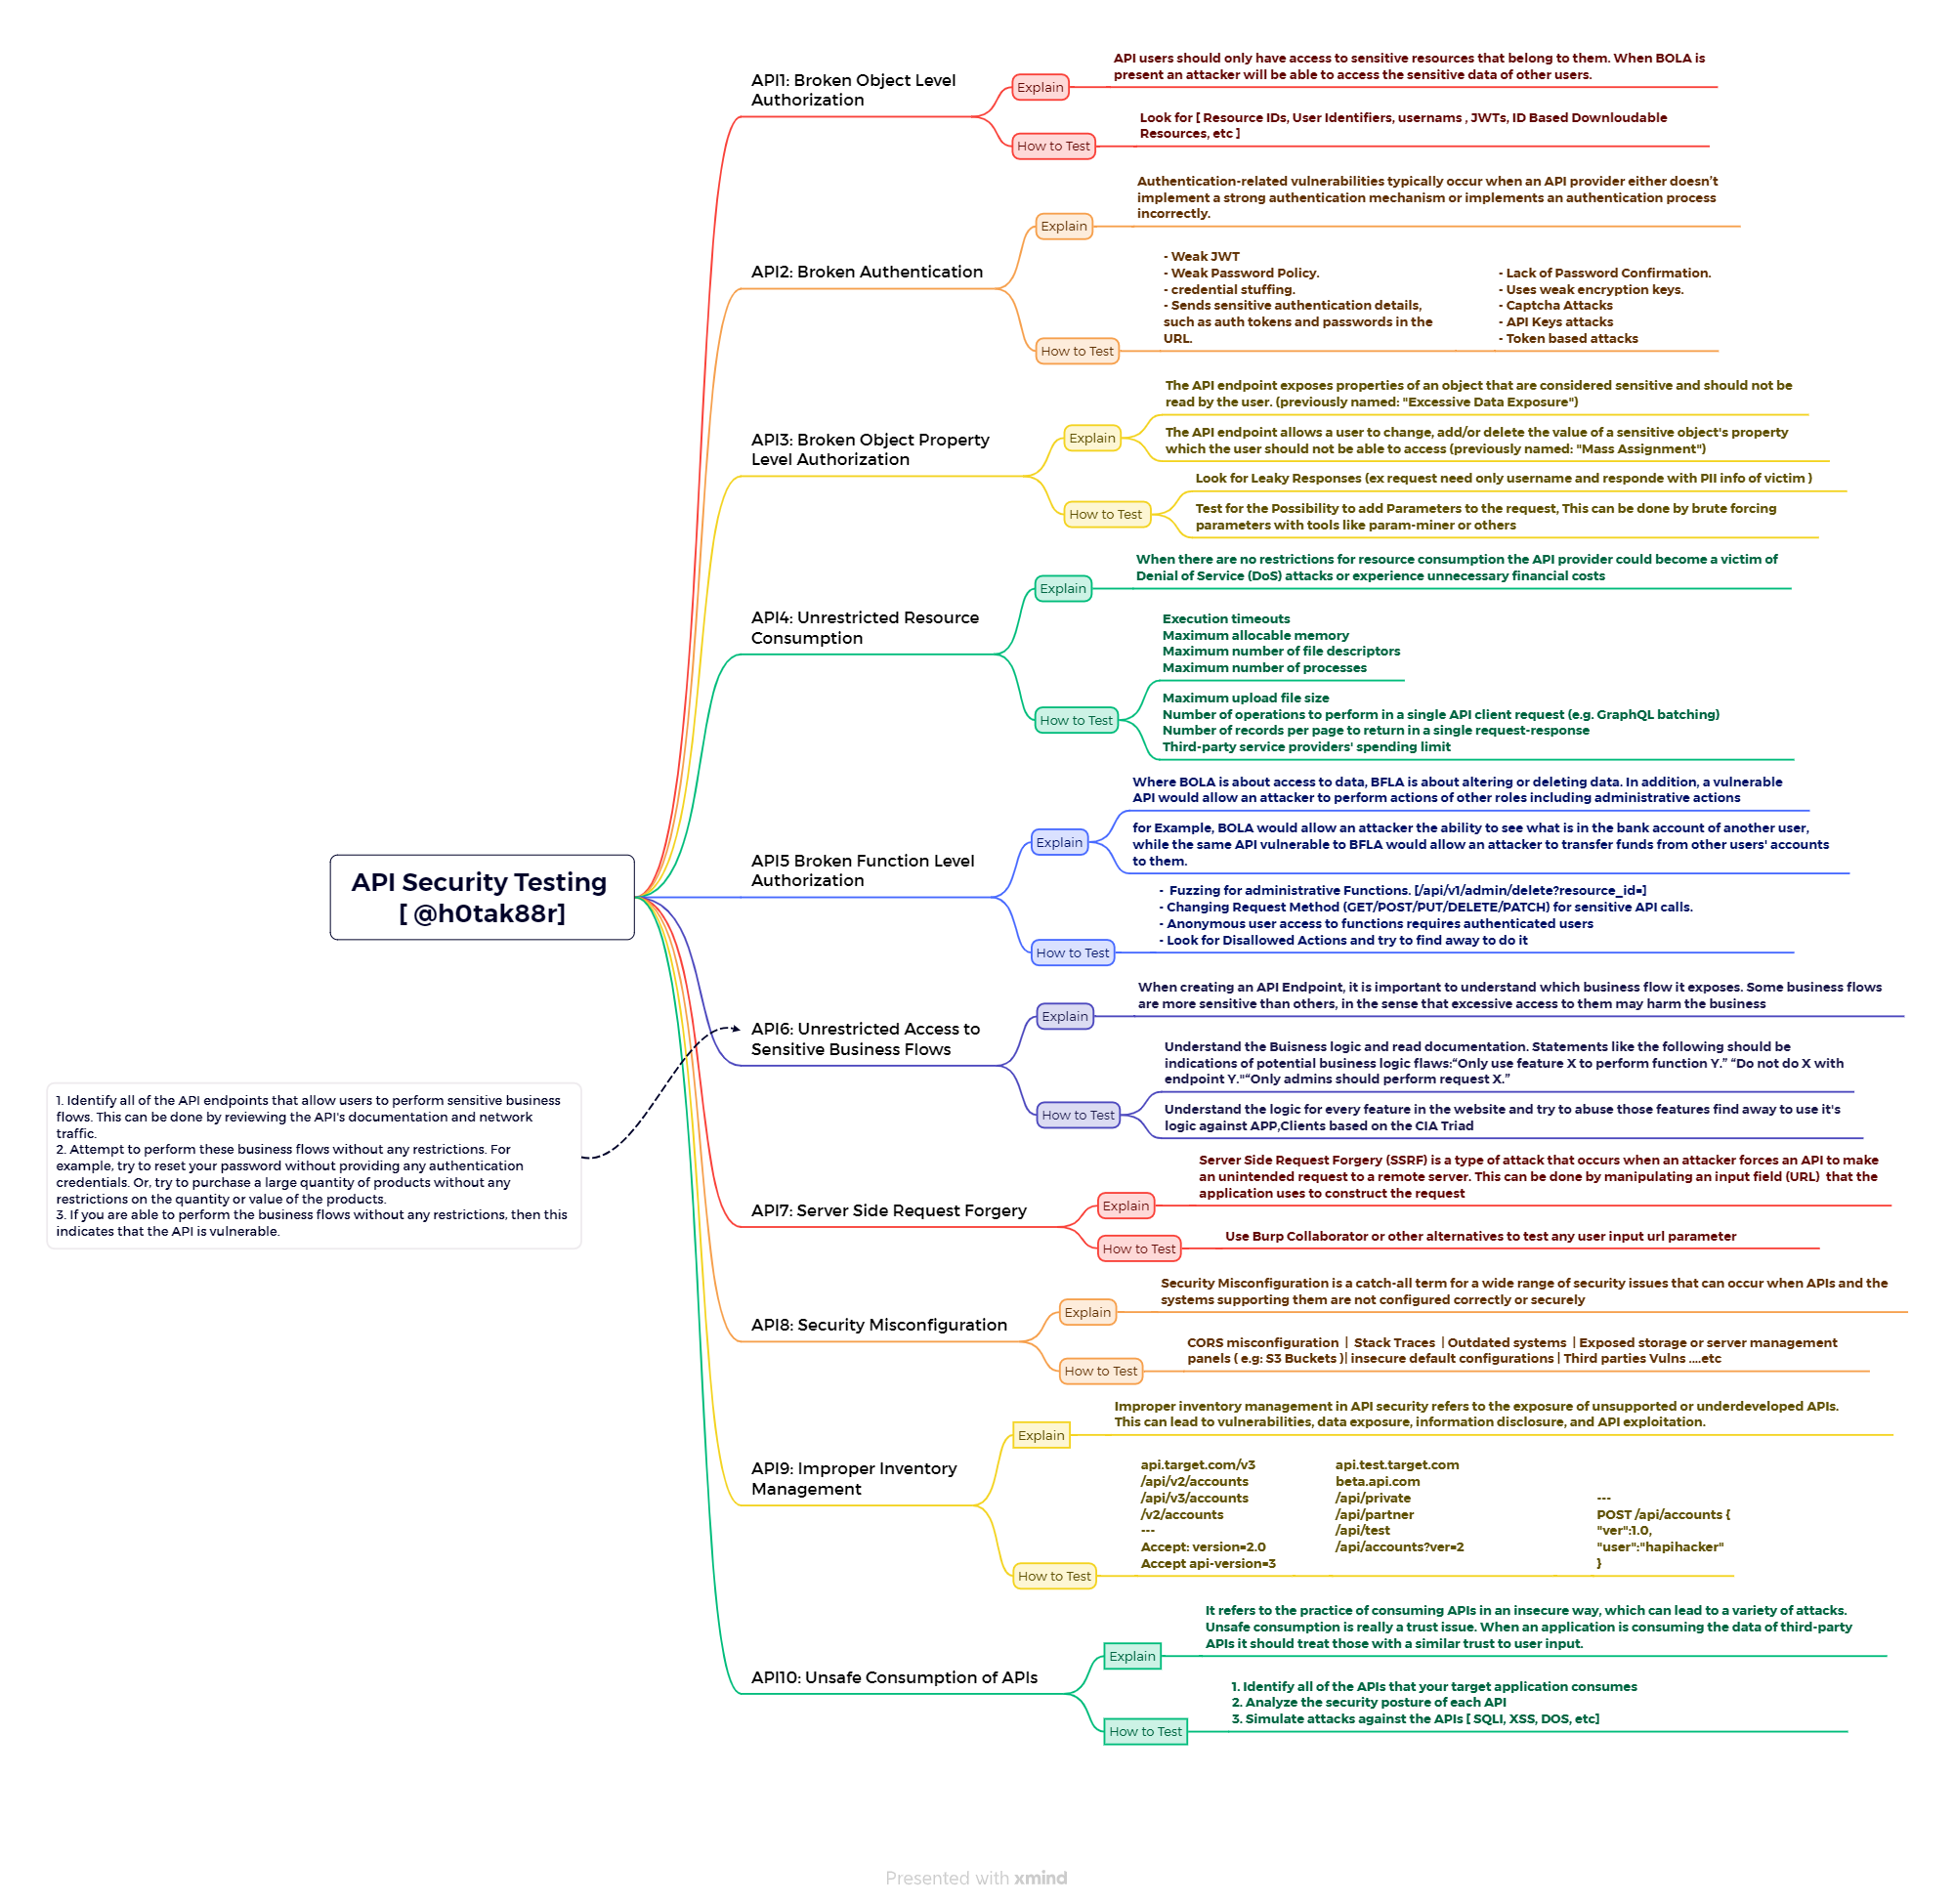 API Security Testing
[ @h0tak88r]
API1: Broken Object Level
Authorization
Explain
API users should only have access to sensitive resources that belong to them. When BOLA is
present an attacker will be able to access the sensitive data of other users.
How to Test
Look for [ Resource IDs, User Identifiers, usernams , JWTs, ID Based Downloudable
Resources, etc ]
API2: Broken Authentication
Explain
Authentication-related vulnerabilities typically occur when an API provider either doesn’t
implement a strong authentication mechanism or implements an authentication process
incorrectly.
How to Test
- Weak JWT
- Weak Password Policy.
- credential stuffing.
- Sends sensitive authentication details,
such as auth tokens and passwords in the
URL.
- Lack of Password Confirmation.
- Uses weak encryption keys.
- Captcha Attacks
- API Keys attacks
- Token based attacks
API3: Broken Object Property
Level Authorization
Explain
The API endpoint exposes properties of an object that are considered sensitive and should not be
read by the user. (previously named: "Excessive Data Exposure")
The API endpoint allows a user to change, add/or delete the value of a sensitive object's property
which the user should not be able to access (previously named: "Mass Assignment")
How to Test
Look for Leaky Responses (ex request need only username and responde with PII info of victim )
Test for the Possibility to add Parameters to the request, This can be done by brute forcing
parameters with tools like param-miner or others
API4: Unrestricted Resource
Consumption
Explain
When there are no restrictions for resource consumption the API provider could become a victim of
Denial of Service (DoS) attacks or experience unnecessary financial costs
How to Test
Execution timeouts
Maximum allocable memory
Maximum number of file descriptors
Maximum number of processes
Maximum upload file size
Number of operations to perform in a single API client request (e.g. GraphQL batching)
Number of records per page to return in a single request-response
Third-party service providers' spending limit
API5 Broken Function Level
Authorization
Explain
Where BOLA is about access to data, BFLA is about altering or deleting data. In addition, a vulnerable
API would allow an attacker to perform actions of other roles including administrative actions
for Example, BOLA would allow an attacker the ability to see what is in the bank account of another user,
while the same API vulnerable to BFLA would allow an attacker to transfer funds from other users' accounts
to them.
How to Test
- Fuzzing for administrative Functions. [/api/v1/admin/delete?resource_id=]
- Changing Request Method (GET/POST/PUT/DELETE/PATCH) for sensitive API calls.
- Anonymous user access to functions requires authenticated users
- Look for Disallowed Actions and try to find away to do it
API6: Unrestricted Access to
Sensitive Business Flows
Explain
When creating an API Endpoint, it is important to understand which business flow it exposes. Some business flows
are more sensitive than others, in the sense that excessive access to them may harm the business
How to Test
Understand the Buisness logic and read documentation. Statements like the following should be
indications of potential business logic flaws:“Only use feature X to perform function Y.” “Do not do X with
endpoint Y."“Only admins should perform request X.”
Understand the logic for every feature in the website and try to abuse those features find away to use it's
logic against APP,Clients based on the CIA Triad
1. Identify all of the API endpoints that allow users to perform sensitive business
flows. This can be done by reviewing the API's documentation and network
traffic.
2. Attempt to perform these business flows without any restrictions. For
example, try to reset your password without providing any authentication
credentials. Or, try to purchase a large quantity of products without any
restrictions on the quantity or value of the products.
3. If you are able to perform the business flows without any restrictions, then this
indicates that the API is vulnerable.
API7: Server Side Request Forgery
Explain
Server Side Request Forgery (SSRF) is a type of attack that occurs when an attacker forces an API to make
an unintended request to a remote server. This can be done by manipulating an input field (URL) that the
application uses to construct the request
How to Test
Use Burp Collaborator or other alternatives to test any user input url parameter
API8: Security Misconfiguration
Explain
Security Misconfiguration is a catch-all term for a wide range of security issues that can occur when APIs and the
systems supporting them are not configured correctly or securely
How to Test
CORS misconfiguration | Stack Traces | Outdated systems | Exposed storage or server management
panels ( e.g: S3 Buckets )| insecure default configurations | Third parties Vulns ....etc
API9: Improper Inventory
Management
Explain
Improper inventory management in API security refers to the exposure of unsupported or underdeveloped APIs.
This can lead to vulnerabilities, data exposure, information disclosure, and API exploitation.
How to Test
api.target.com/v3
/api/v2/accounts
/api/v3/accounts
/v2/accounts
---
Accept: version=2.0
Accept api-version=3
api.test.target.com
beta.api.com
/api/private
/api/partner
/api/test
/api/accounts?ver=2
---
POST /api/accounts {
"ver":1.0,
"user":"hapihacker"
}
API10: Unsafe Consumption of APIs
Explain
It refers to the practice of consuming APIs in an insecure way, which can lead to a variety of attacks.
Unsafe consumption is really a trust issue. When an application is consuming the data of third-party
APIs it should treat those with a similar trust to user input.
How to Test
1. Identify all of the APIs that your target application consumes
2. Analyze the security posture of each API
3. Simulate attacks against the APIs [ SQLI, XSS, DOS, etc]
Presented with xmind